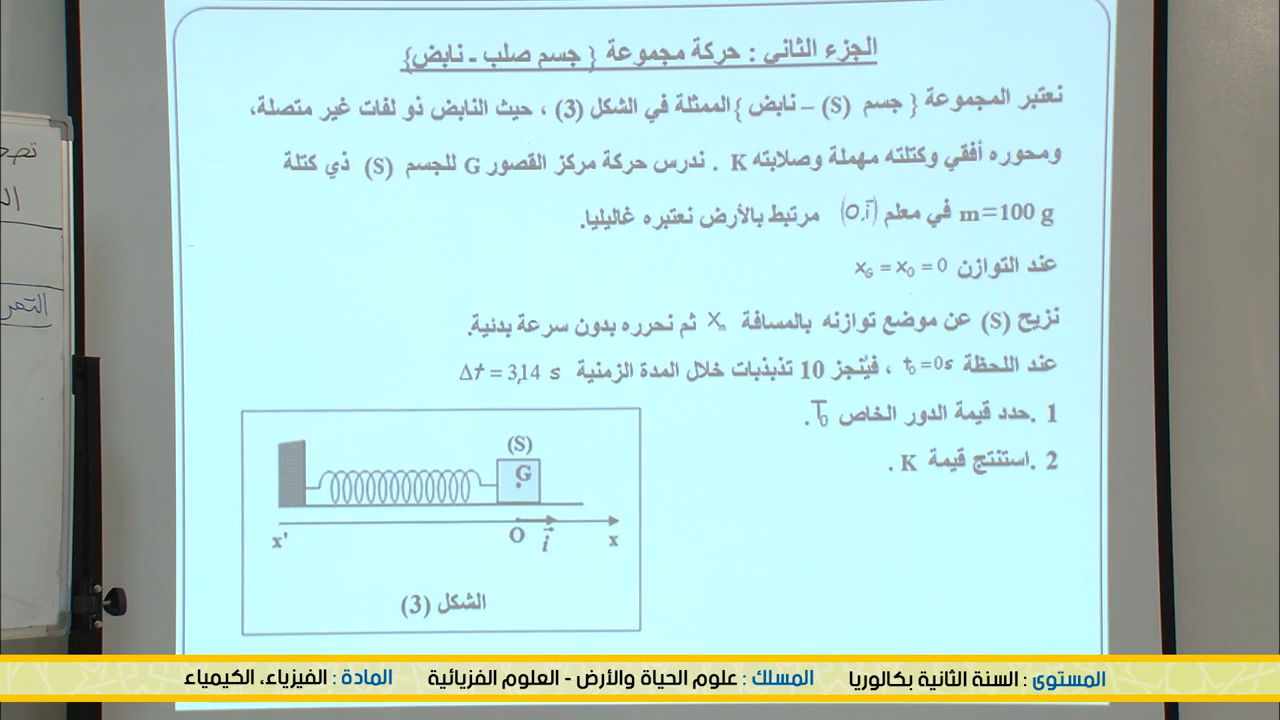 الجزء الثاني : حركة مجموعة { جسم صلب ـ نابض}
نعتبر المجموعة { جسم (S) – نابض }الممثلة في الشكل (3) ، حيث النابض ذو لفات غير متصلة،
ومحوره أفقي وكتلته مهملة وصلابته K . ندرس حركة مركز القصور G للجسم (S) ذي كتلة
m=100 g في معلم (O,i⃗) مرتبط بالأرض نعتبره غاليليا.
عند التوازن x_G = x_0 = 0
نزيح (S) عن موضع توازنه بالمسافة X_m ثم نحرره بدون سرعة بدئية.
عند اللحظة t_0=0s ، فيُنجز 10 تذبذبات خلال المدة الزمنية Δt = 3,14 s
1 .حدد قيمة الدور الخاص T_0 .
2 .استنتج قيمة K .
(S)
G
O
i⃗
x
x'
الشكل (3)
المستوى : السنة الثانية بكالوريا المسلك : علوم الحياة والأرض - العلوم الفزيائية المادة : الفيزياء، الكيمياء